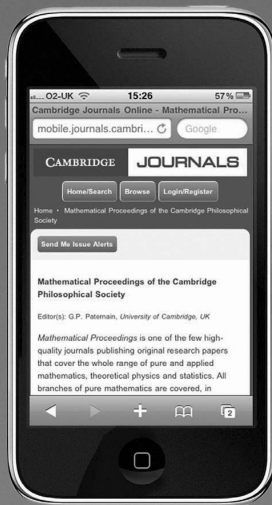 O2-UK 15:26 57%
Cambridge Journals Online - Mathematical Pro...
mobile.journals.cambri... Google
CAMBRIDGE JOURNALS
Home/Search Browse Login/Register
Home › Mathematical Proceedings of the Cambridge Philosophical
Society
Send Me Issue Alerts
Mathematical Proceedings of the Cambridge
Philosophical Society
Editor(s): G.P. Paternain, University of Cambridge, UK
Mathematical Proceedings is one of the few high-
quality journals publishing original research papers
that cover the whole range of pure and applied
mathematics, theoretical physics and statistics. All
branches of pure mathematics are covered, in
2